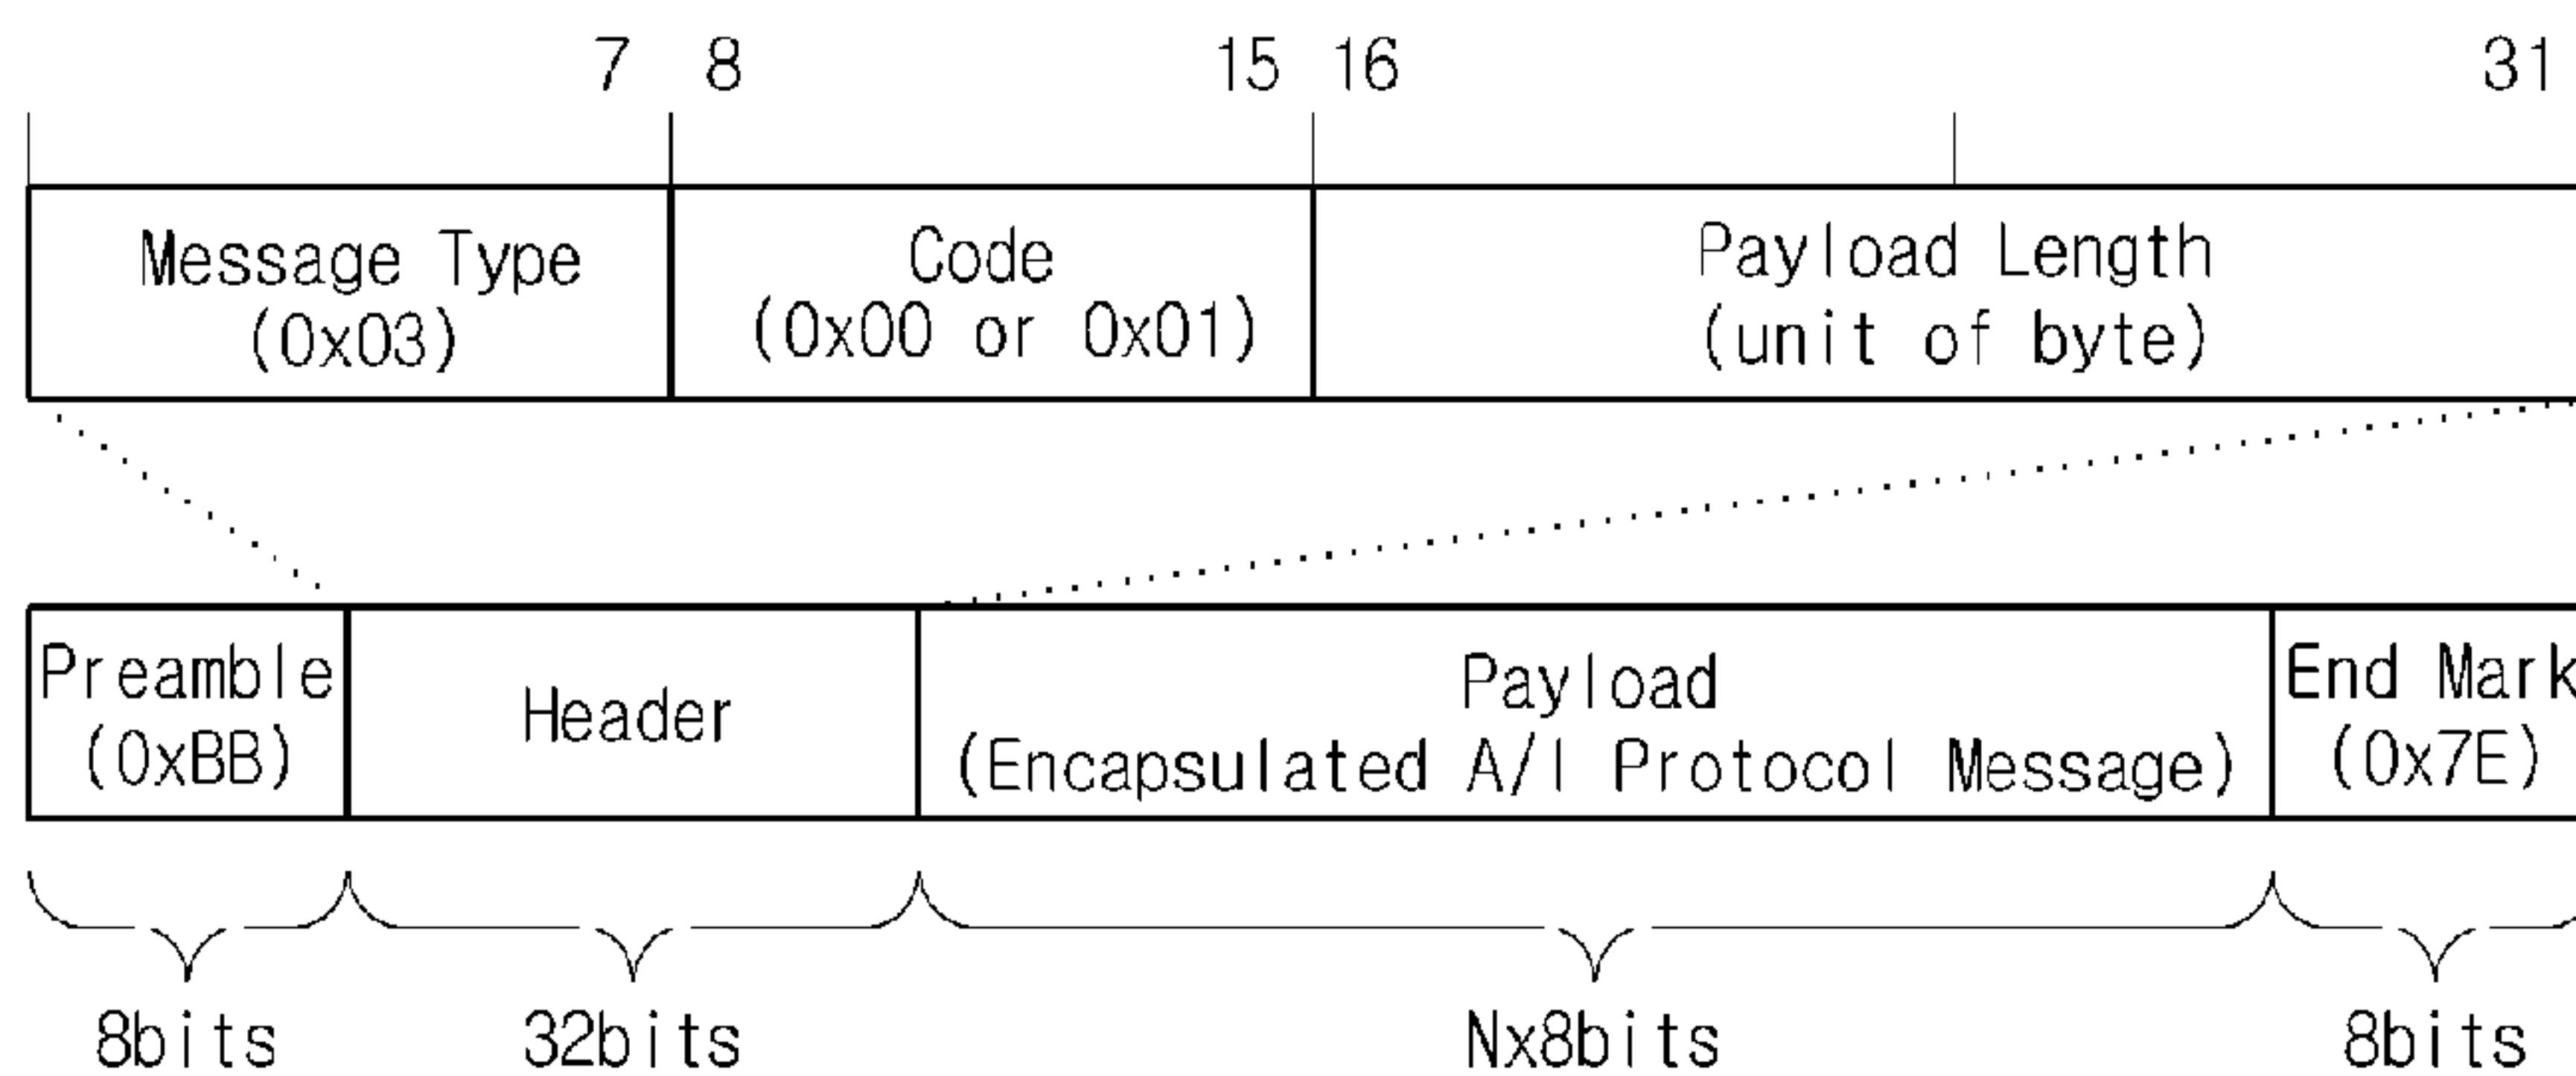 7 8 15 16 31
Message Type Code Payload Length
(0x03) (0x00 or 0x01) (unit of byte)
Preamble Header Payload End Mark
(0xBB) (Encapsulated A/I Protocol Message) (0x7E)
8bits 32bits Nx8bits 8bits